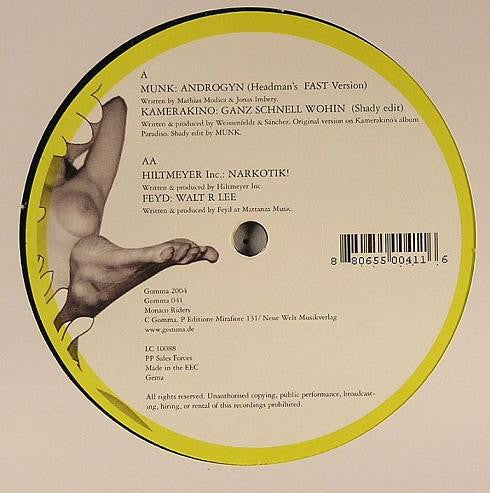 A
MUNK: ANDROGYN (Headman's FAST Version)
Written by Mathias Modica & Jonas Imbery.
KAMERAKINO: GANZ SCHNELL WOHIN (Shady edit)
Written & produced by Weissenfeldt & Sánchez. Original version on Kamerakino's album
Paradiso. Shady edit by MUNK.
AA
HILTMEYER Inc.: NARKOTIK!
Written & produced by Hiltmeyer Inc.
FEYD: WALT R LEE
Written & produced by Feyd at Mattanza Music.
8 80655 00411 6
Gomma 2004
Gomma 041
Monaco Riders
C Gomma. P Editione Mirafiore 131/ Neue Welt Musikverlag
www.gomma.de
LC 10088
PP Sales Forces
Made in the EEC
Gema
All rights reserved. Unauthorised copying, public performance, broadcast-
ing, hiring, or rental of this recordings prohibited.